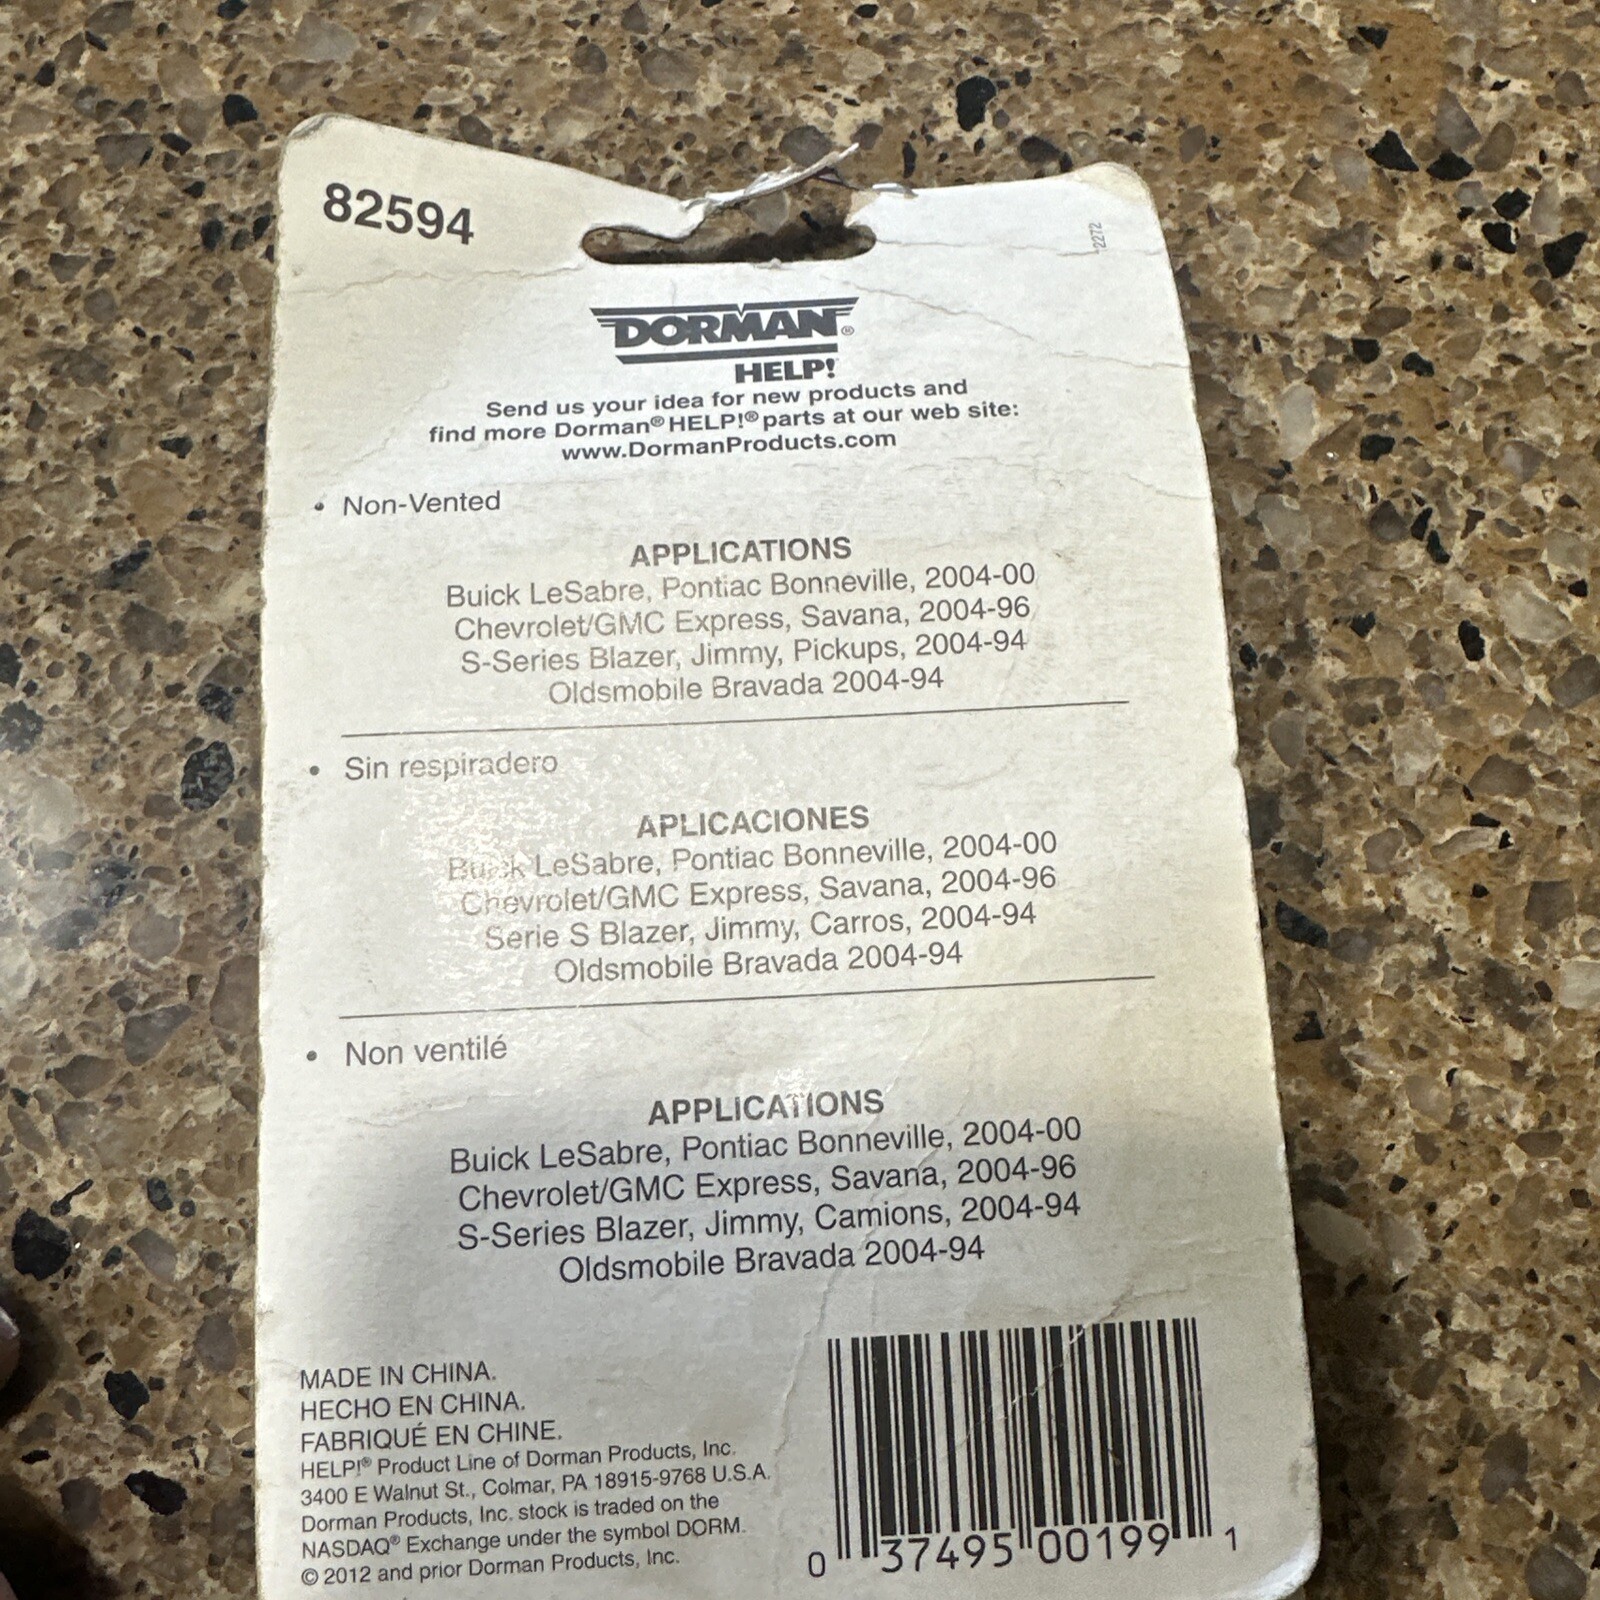 82594
2272
DORMAN®
HELP!
Send us your idea for new products and
find more Dorman® HELP!® parts at our web site:
www.DormanProducts.com
• Non-Vented
APPLICATIONS
Buick LeSabre, Pontiac Bonneville, 2004-00
Chevrolet/GMC Express, Savana, 2004-96
S-Series Blazer, Jimmy, Pickups, 2004-94
Oldsmobile Bravada 2004-94
• Sin respiradero
APLICACIONES
Buick LeSabre, Pontiac Bonneville, 2004-00
Chevrolet/GMC Express, Savana, 2004-96
Serie S Blazer, Jimmy, Carros, 2004-94
Oldsmobile Bravada 2004-94
• Non ventilé
APPLICATIONS
Buick LeSabre, Pontiac Bonneville, 2004-00
Chevrolet/GMC Express, Savana, 2004-96
S-Series Blazer, Jimmy, Camions, 2004-94
Oldsmobile Bravada 2004-94
MADE IN CHINA.
HECHO EN CHINA.
FABRIQUÉ EN CHINE.
HELP!® Product Line of Dorman Products, Inc.
3400 E Walnut St., Colmar, PA 18915-9768 U.S.A.
Dorman Products, Inc. stock is traded on the
NASDAQ® Exchange under the symbol DORM.
© 2012 and prior Dorman Products, Inc.
0 37495 00199 1